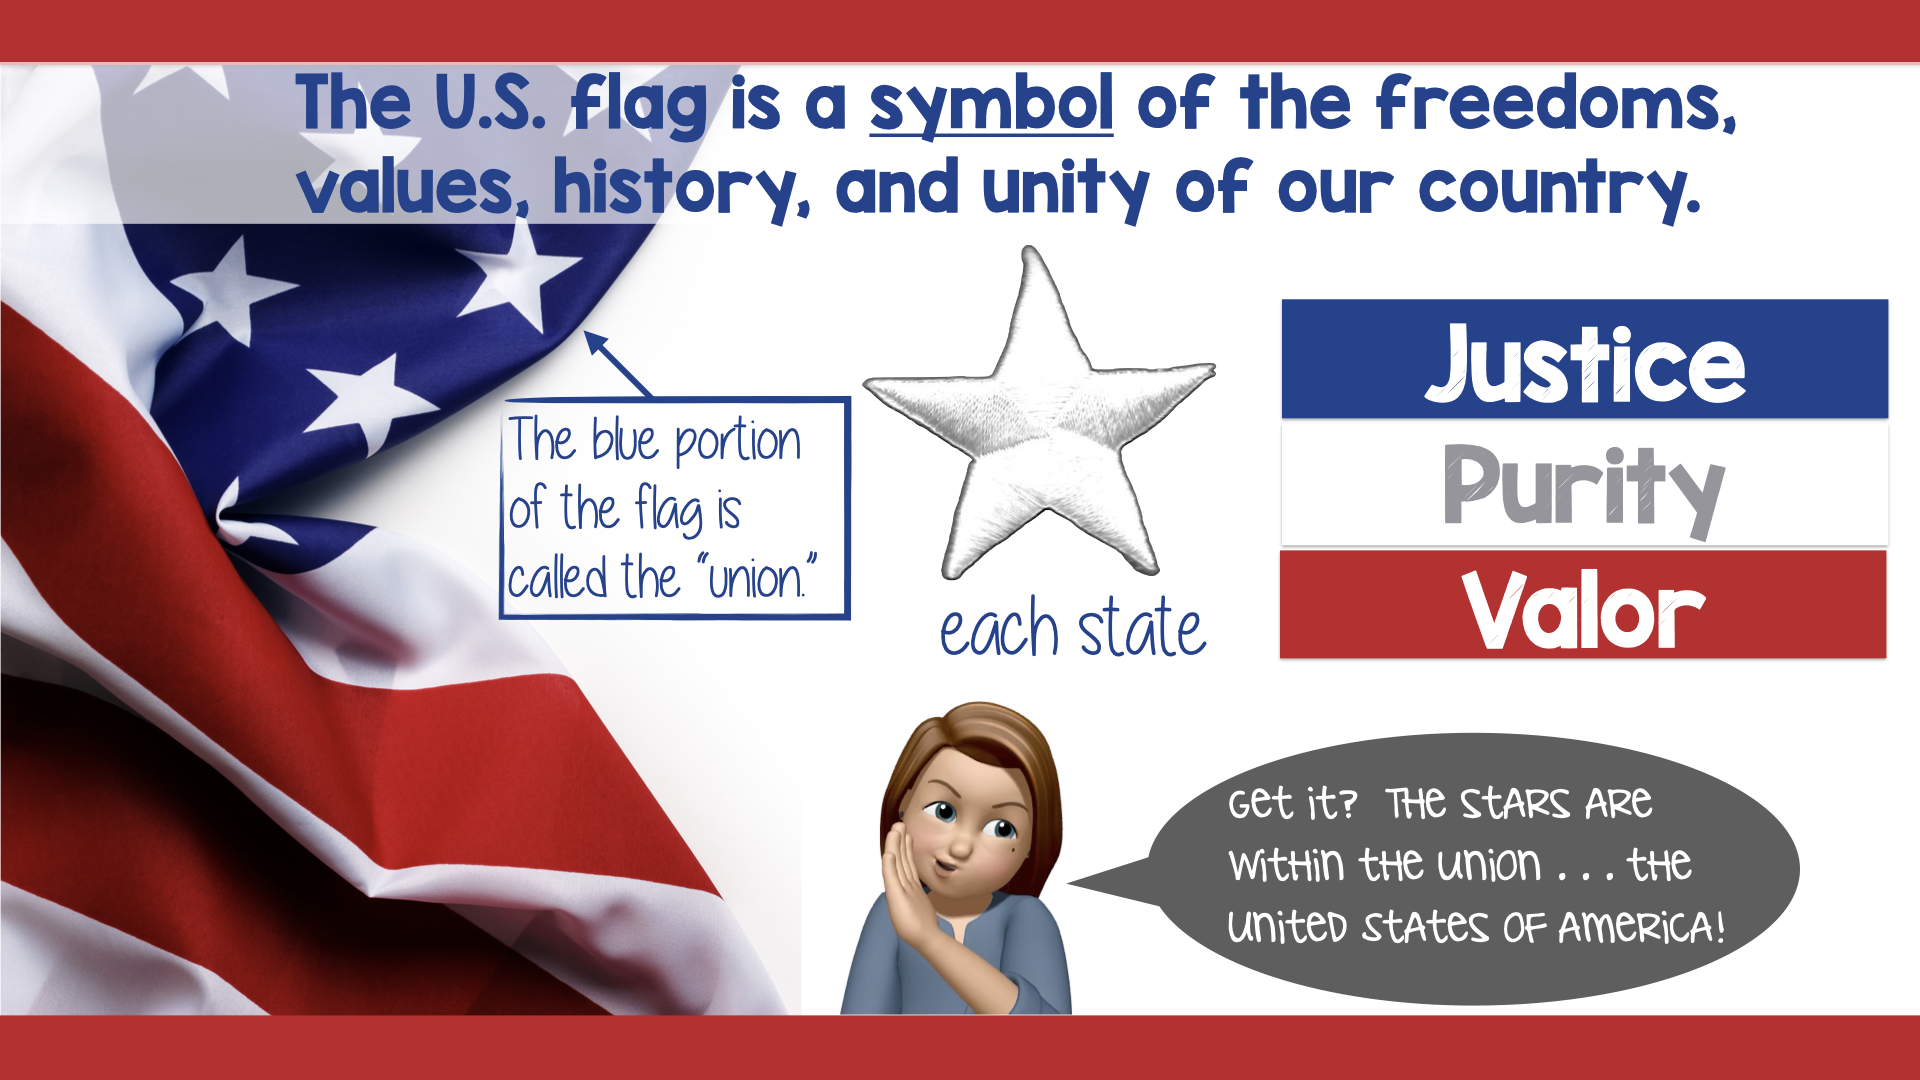 The U.S. flag is a symbol of the freedoms,
values, history, and unity of our country.
The blue portion
of the flag is
called the “union.”
each state
Justice
Purity
Valor
Get it? The stars are
within the union . . . the
United States of America!